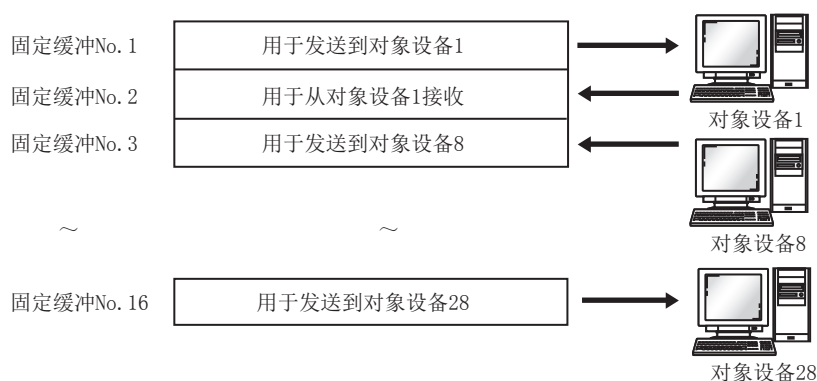 固定缓冲No.1 用于发送到对象设备1
固定缓冲No.2 用于从对象设备1接收
对象设备1
固定缓冲No.3 用于发送到对象设备8
～ ～
对象设备8
固定缓冲No.16 用于发送到对象设备28
对象设备28